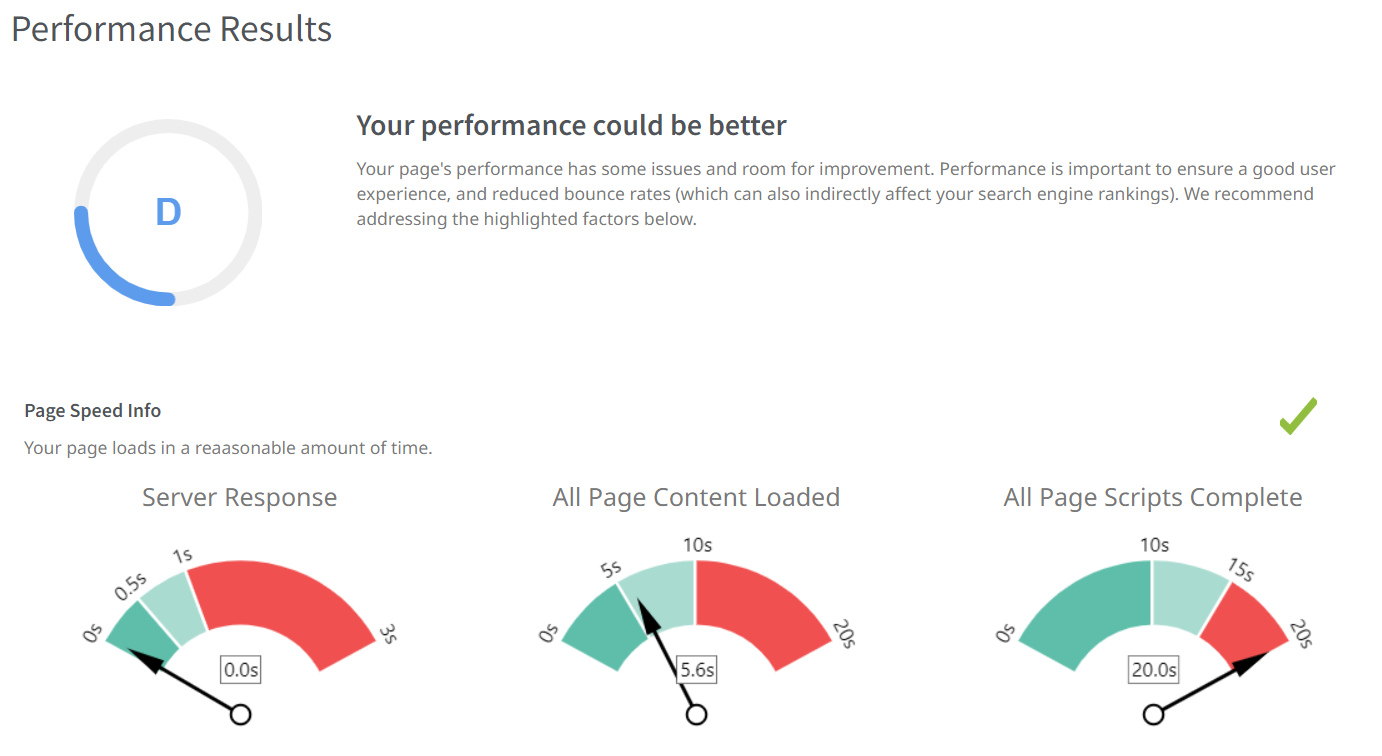 Performance Results
D
Your performance could be better
Your page's performance has some issues and room for improvement. Performance is important to ensure a good user
experience, and reduced bounce rates (which can also indirectly affect your search engine rankings). We recommend
addressing the highlighted factors below.
Page Speed Info
Your page loads in a reaasonable amount of time.
Server Response
0s
0.5s
1s
3s
0.0s
All Page Content Loaded
0s
5s
10s
20s
5.6s
All Page Scripts Complete
0s
10s
15s
20s
20.0s